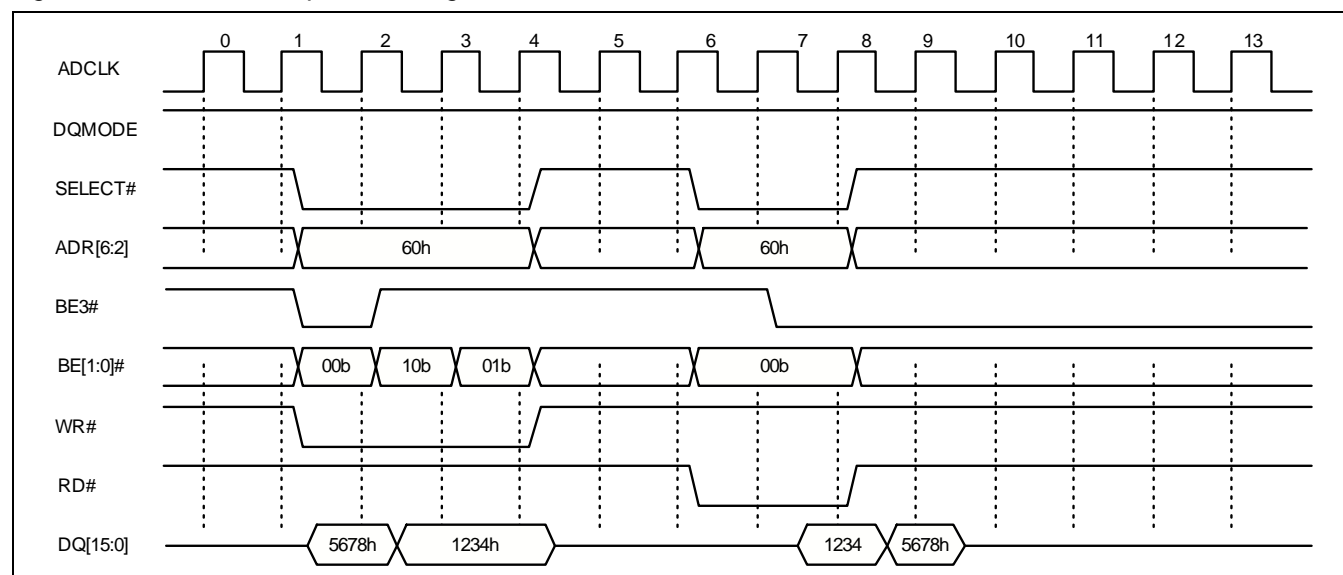 0 1 2 3 4 5 6 7 8 9 10 11 12 13
ADCLK
DQMODE
SELECT#
ADR[6:2] 60h 60h
BE3#
BE[1:0]# 00b 10b 01b 00b
WR#
RD#
DQ[15:0] 5678h 1234h 1234 5678h